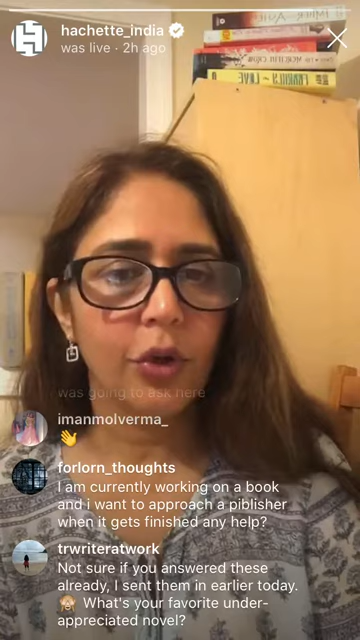 hachette_india
was live · 2h ago
was going to ask here
imanmolverma_
👋
forlorn_thoughts
I am currently working on a book
and i want to approach a piblisher
when it gets finished any help?
trwriteratwork
Not sure if you answered these
already, I sent them in earlier today.
🙈 What's your favorite under-
appreciated novel?